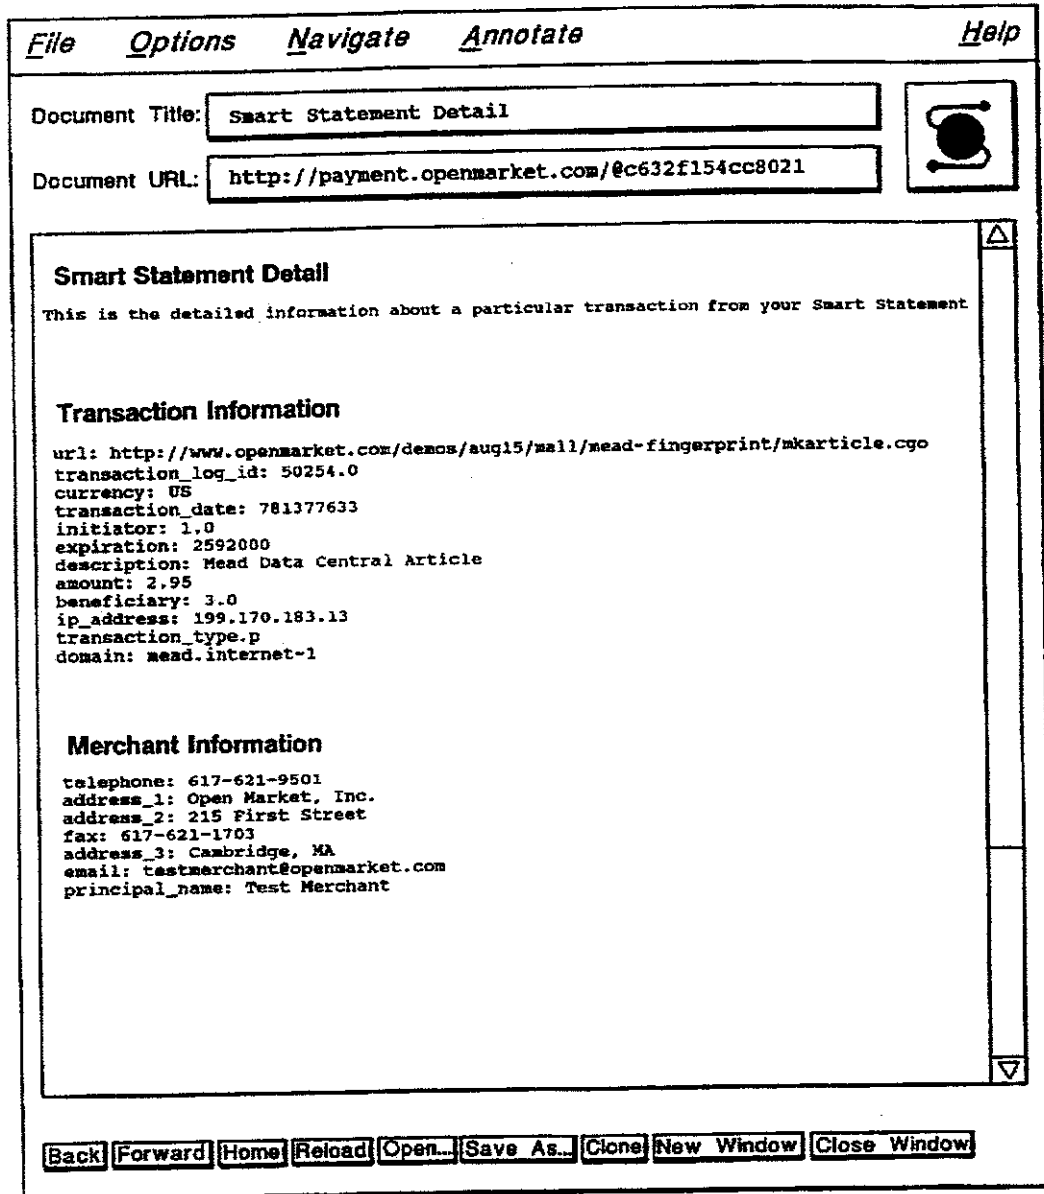 File Options Navigate Annotate Help
Document Title: Smart Statement Detail
Document URL: http://payment.openmarket.com/@c632f154cc8021
Smart Statement Detail
This is the detailed information about a particular transaction from your Smart Statement
Transaction Information
url: http://www.openmarket.com/demos/aug15/mall/mead-fingerprint/mkarticle.cgo
transaction_log_id: 50254.0
currency: US
transaction_date: 781377633
initiator: 1.0
expiration: 2592000
description: Mead Data Central Article
amount: 2.95
beneficiary: 3.0
ip_address: 199.170.183.13
transaction_type.p
domain: mead.internet-1
Merchant Information
telephone: 617-621-9501
address_1: Open Market, Inc.
address_2: 215 First Street
fax: 617-621-1703
address_3: Cambridge, MA
email: testmerchant@openmarket.com
principal_name: Test Merchant
Back Forward Home Reload Open... Save As... Clone New Window Close Window